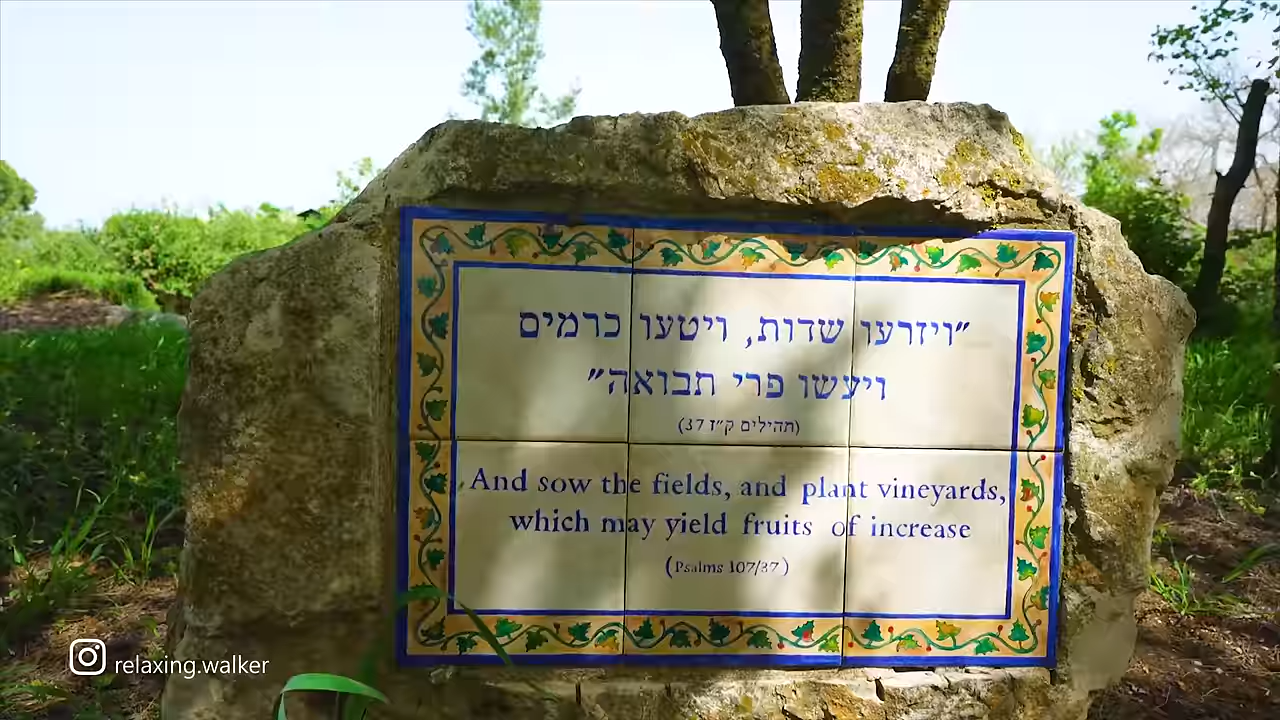 "ויזרעו שדות, ויטעו כרמים
ויעשו פרי תבואה"
(תהילים ק"ז 37)
And sow the fields, and plant vineyards,
which may yield fruits of increase
(Psalms 107/37)
relaxing.walker